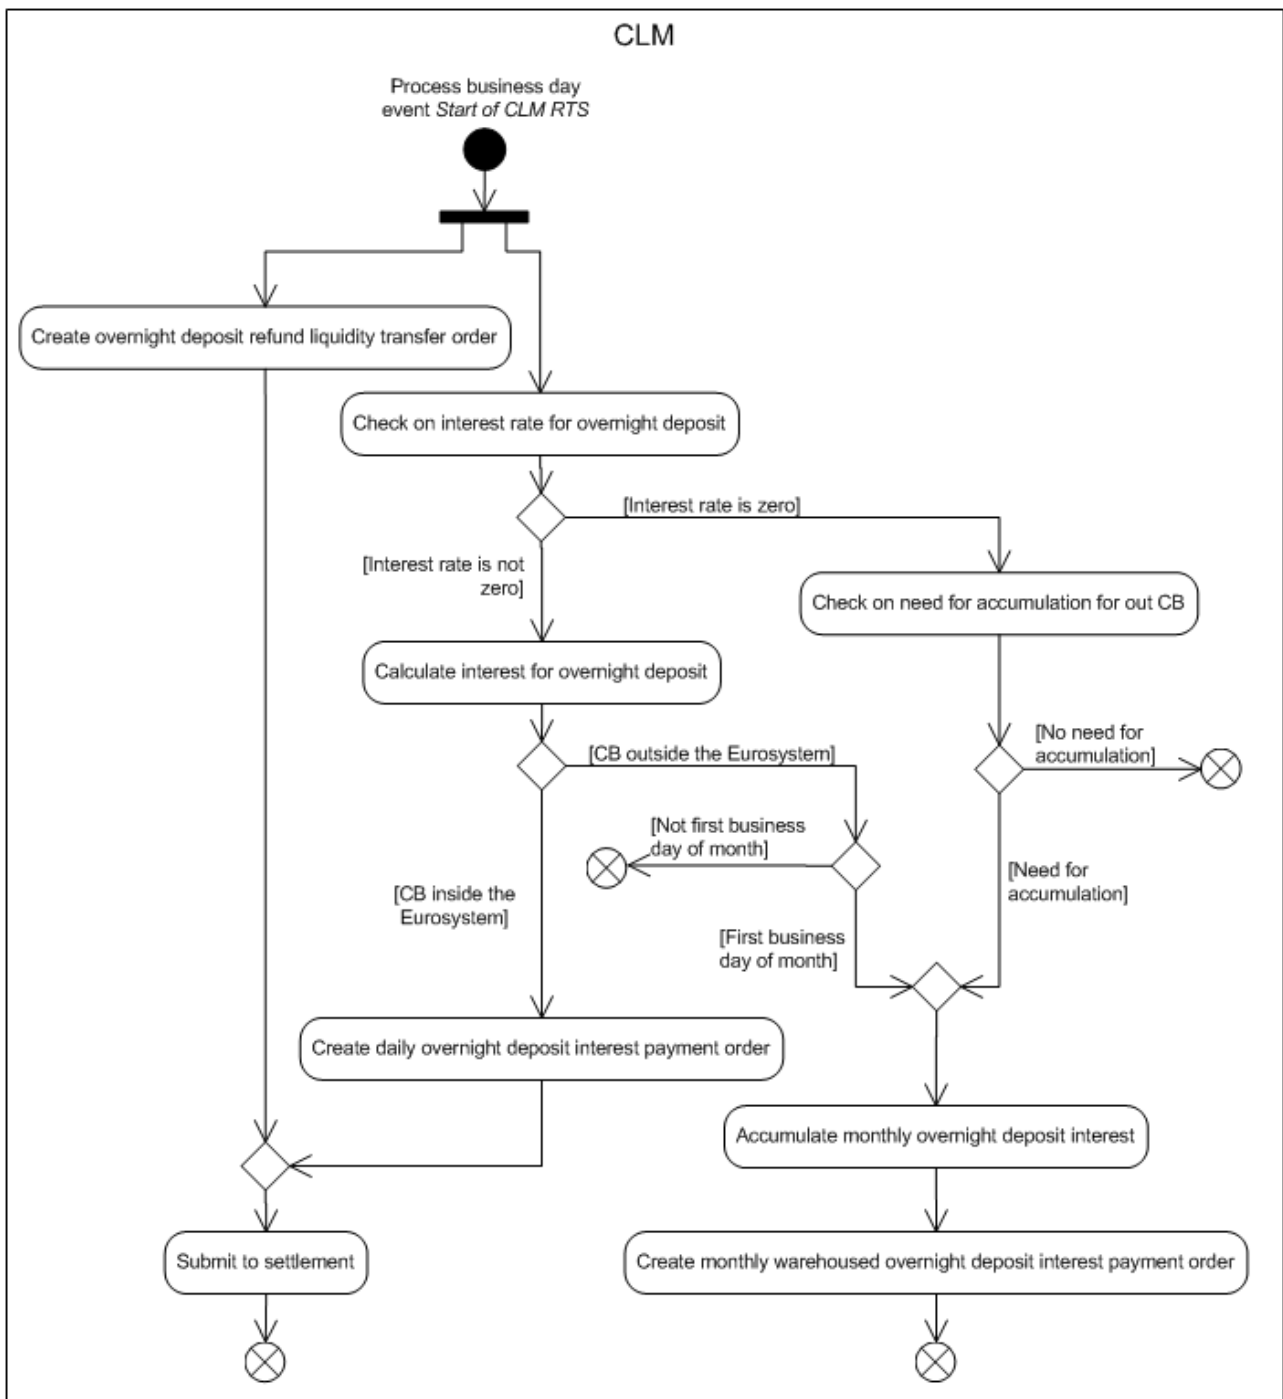 CLM
Process business day
event Start of CLM RTS
Create overnight deposit refund liquidity transfer order
Check on interest rate for overnight deposit
[Interest rate is zero]
[Interest rate is not
zero]
Check on need for accumulation for out CB
Calculate interest for overnight deposit
[CB outside the Eurosystem]
[No need for
accumulation]
[Not first business
day of month]
[CB inside the
Eurosystem]
[Need for
accumulation]
[First business
day of month]
Create daily overnight deposit interest payment order
Accumulate monthly overnight deposit interest
Submit to settlement
Create monthly warehoused overnight deposit interest payment order